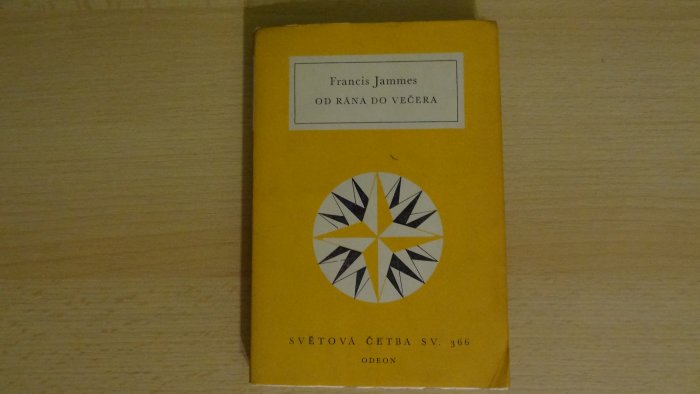 Francis Jammes
OD RÁNA DO VEČERA
SVĚTOVÁ ČETBA SV. 366
ODEON